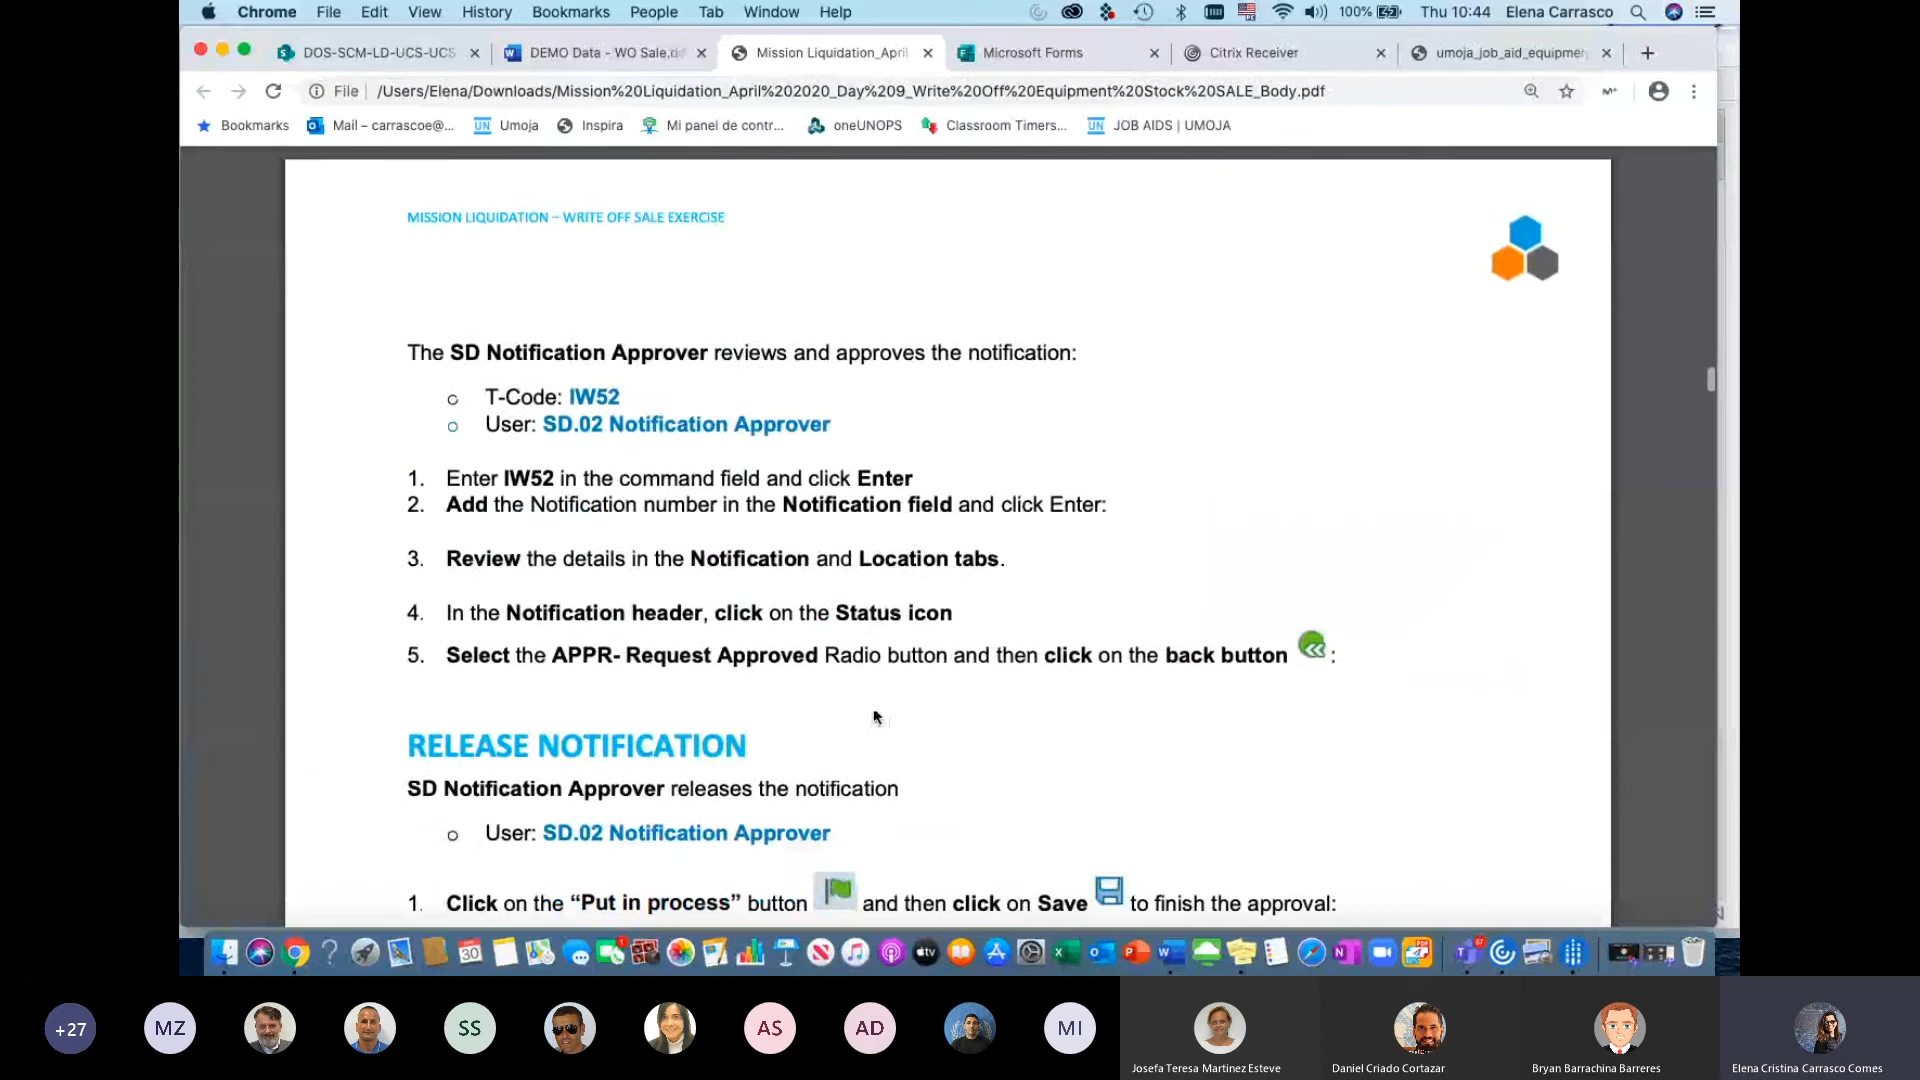 Chrome File Edit View History Bookmarks People Tab Window Help 100% Thu 10:44 Elena Carrasco
DOS-SCM-LD-UCS-UCS DEMO Data - WO Sale.d Mission Liquidation_April Microsoft Forms Citrix Receiver umoja_job_aid_equipmen
File /Users/Elena/Downloads/Mission%20Liquidation_April%202020_Day%209_Write%20Off%20Equipment%20Stock%20SALE_Body.pdf
Bookmarks Mail – carrascoe@... Umoja Inspira Mi panel de contr... oneUNOPS Classroom Timers... JOB AIDS | UMOJA
MISSION LIQUIDATION – WRITE OFF SALE EXERCISE
The SD Notification Approver reviews and approves the notification:
o T-Code: IW52
o User: SD.02 Notification Approver
1. Enter IW52 in the command field and click Enter
2. Add the Notification number in the Notification field and click Enter:
3. Review the details in the Notification and Location tabs.
4. In the Notification header, click on the Status icon
5. Select the APPR- Request Approved Radio button and then click on the back button :
RELEASE NOTIFICATION
SD Notification Approver releases the notification
o User: SD.02 Notification Approver
1. Click on the “Put in process” button and then click on Save to finish the approval:
+27 MZ SS AS AD MI
Josefa Teresa Martinez Esteve Daniel Criado Cortazar Bryan Barrachina Barreres Elena Cristina Carrasco Comes